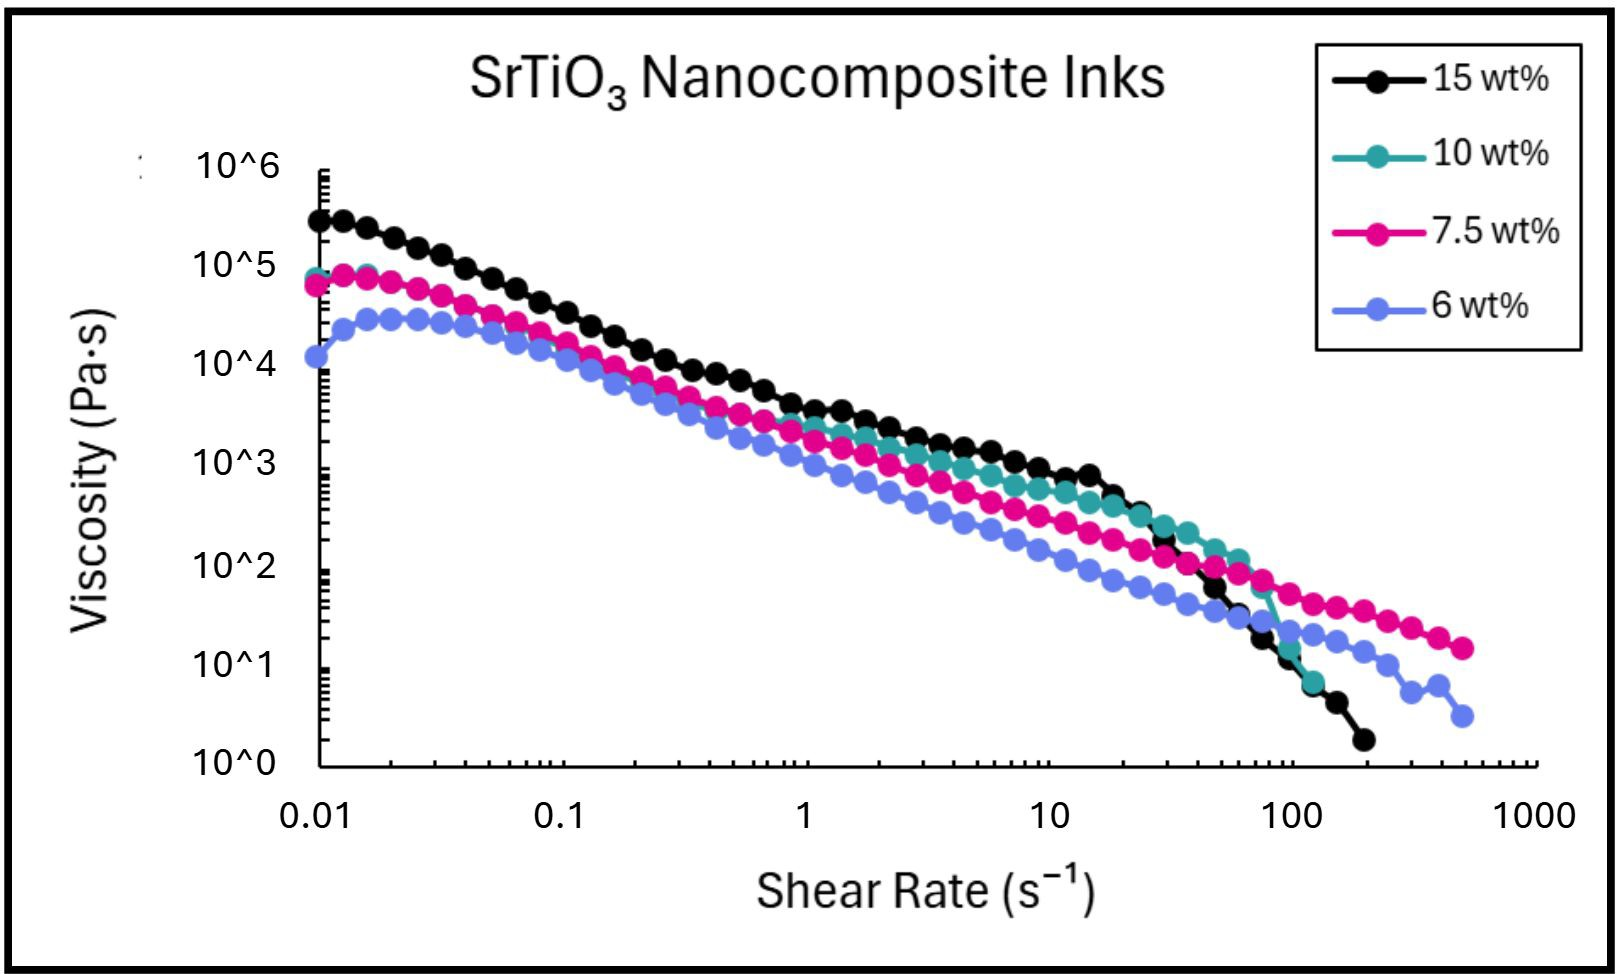 SrTiO₃ Nanocomposite Inks
15 wt%
10 wt%
7.5 wt%
6 wt%
Viscosity (Pa·s)
10^6
10^5
10^4
10^3
10^2
10^1
10^0
0.01 0.1 1 10 100 1000
Shear Rate (s⁻¹)